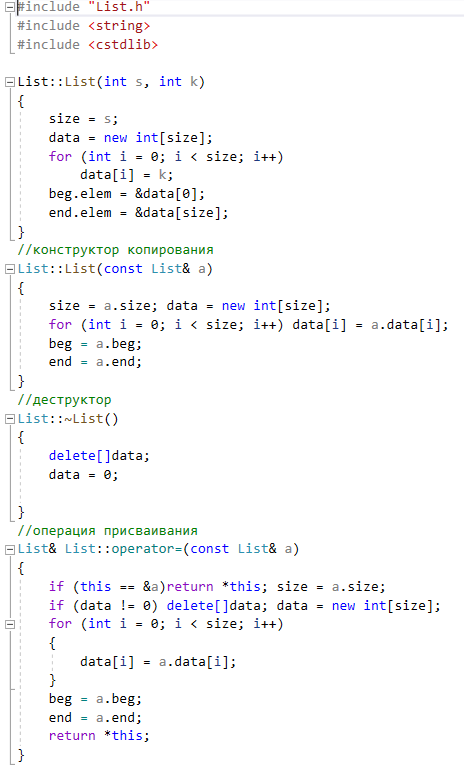 #include "List.h"
#include <string>
#include <cstdlib>

List::List(int s, int k)
{
    size = s;
    data = new int[size];
    for (int i = 0; i < size; i++)
        data[i] = k;
    beg.elem = &data[0];
    end.elem = &data[size];
}
//конструктор копирования
List::List(const List& a)
{
    size = a.size; data = new int[size];
    for (int i = 0; i < size; i++) data[i] = a.data[i];
    beg = a.beg;
    end = a.end;
}
//деструктор
List::~List()
{
    delete[]data;
    data = 0;

}
//операция присваивания
List& List::operator=(const List& a)
{
    if (this == &a)return *this; size = a.size;
    if (data != 0) delete[]data; data = new int[size];
    for (int i = 0; i < size; i++)
    {
        data[i] = a.data[i];
    }
    beg = a.beg;
    end = a.end;
    return *this;
}